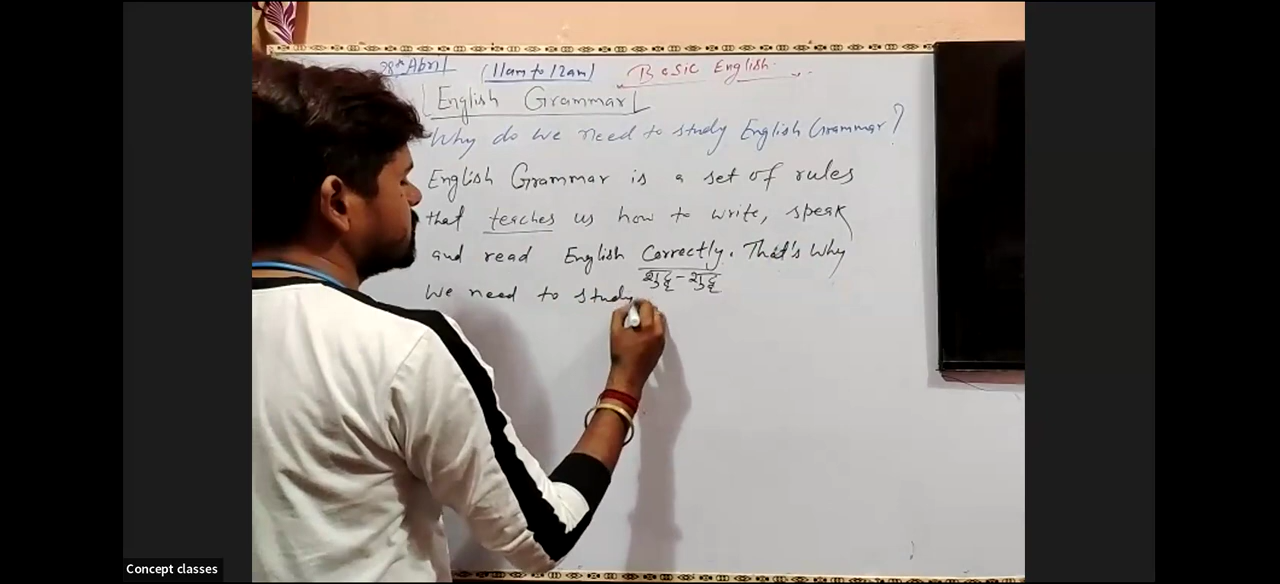 28th Abril (11am to 12am) Basic English
English Grammar
Why do we need to study English Grammar?
English Grammar is a set of rules
that teaches us how to write, speak
and read English Correctly. That's why
शुद्ध - शुद्ध
We need to study
Concept classes